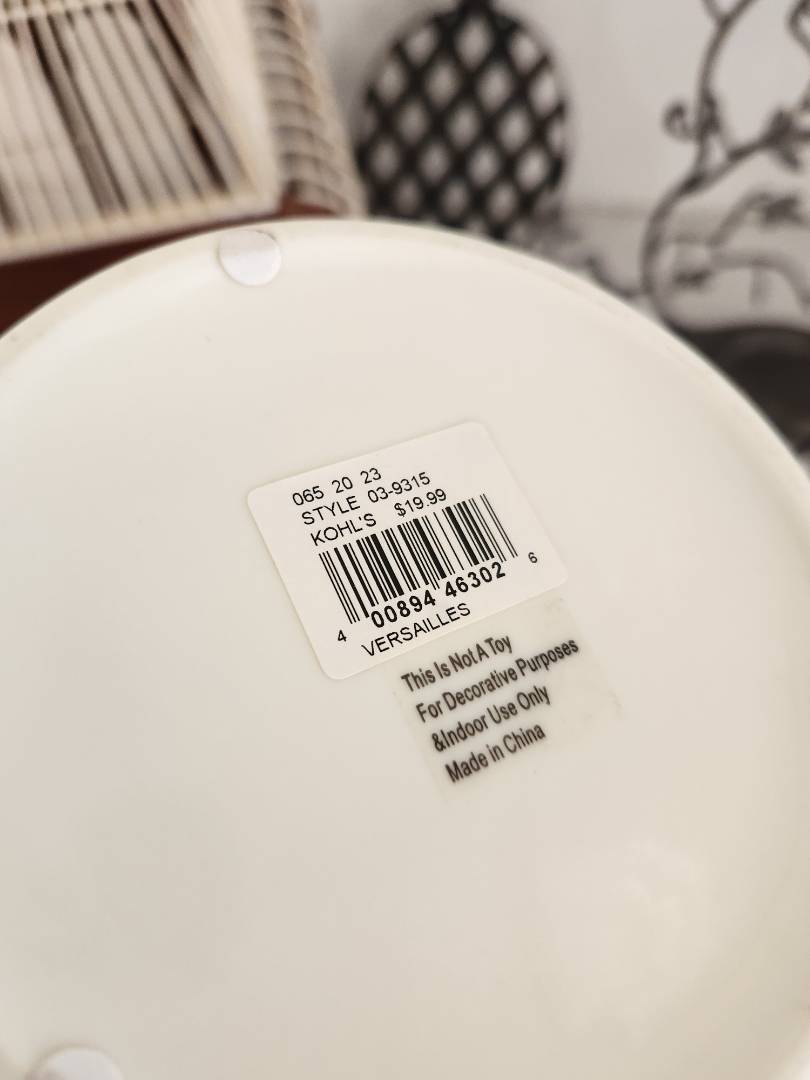 065 20 23
STYLE 03-9315
KOHL'S $19.99
4 00894 46302 6
VERSAILLES
This Is Not A Toy
For Decorative Purposes
&Indoor Use Only
Made in China